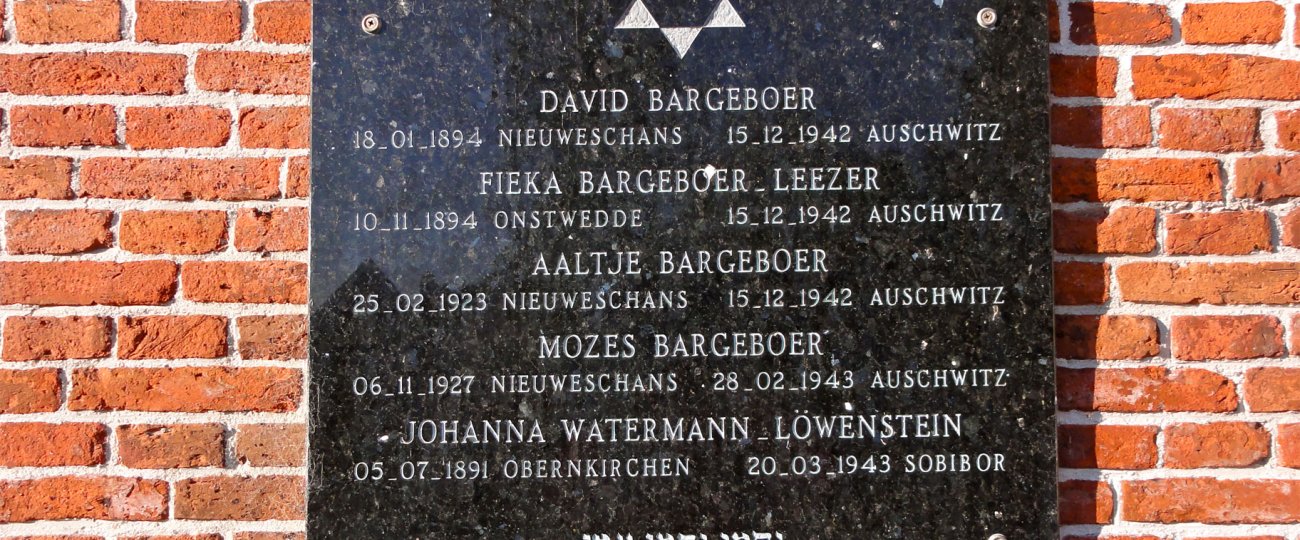 DAVID BARGEBOER
18_01_1894 NIEUWESCHANS 15_12_1942 AUSCHWITZ
FIEKA BARGEBOER_LEEZER
10_11_1894 ONSTWEDDE 15_12_1942 AUSCHWITZ
AALTJE BARGEBOER
25_02_1923 NIEUWESCHANS 15_12_1942 AUSCHWITZ
MOZES BARGEBOER
06_11_1927 NIEUWESCHANS 28_02_1943 AUSCHWITZ
JOHANNA WATERMANN_LÖWENSTEIN
05_07_1891 OBERNKIRCHEN 20_03_1943 SOBIBOR